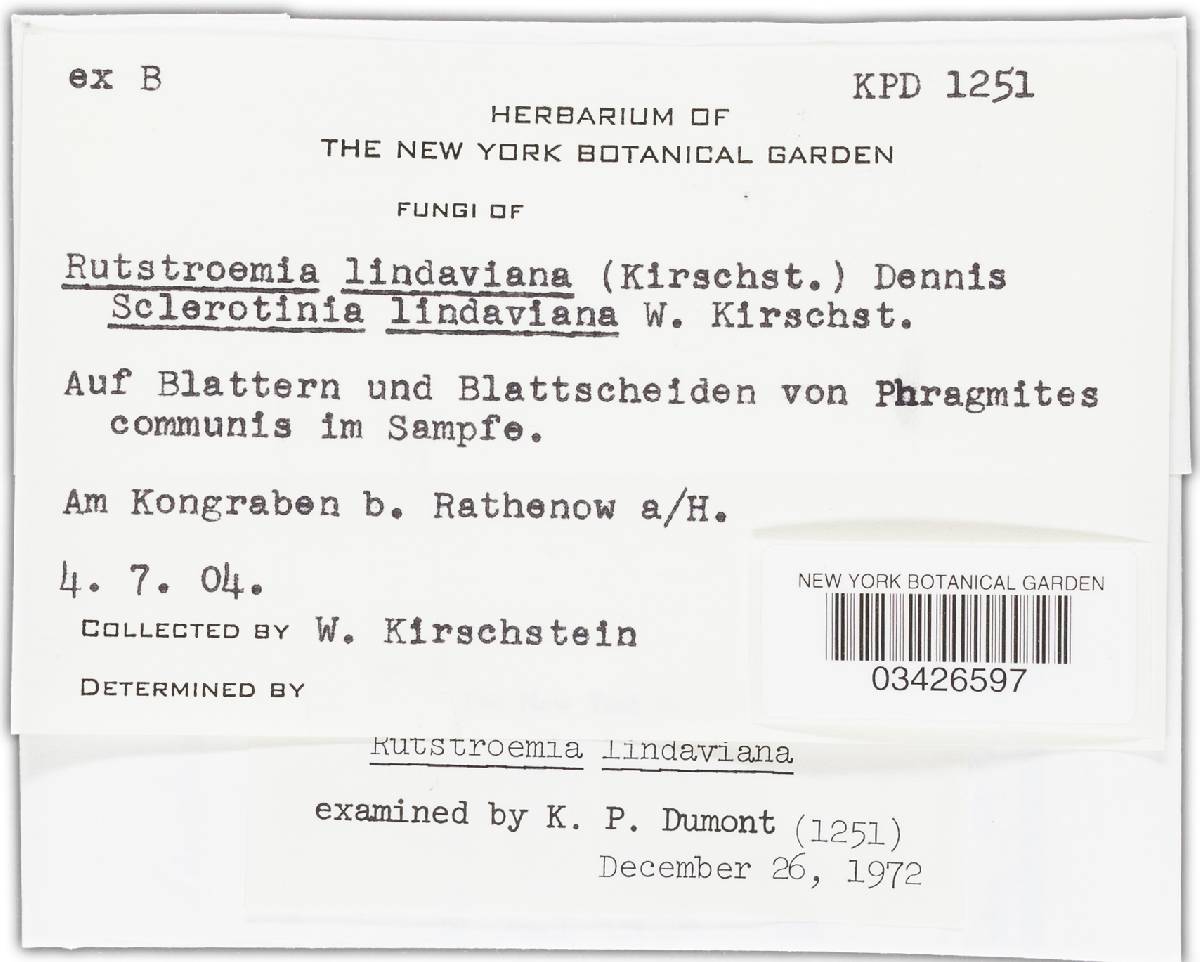 ex B
KPD 1251
HERBARIUM OF
THE NEW YORK BOTANICAL GARDEN
FUNGI OF
Rutstroemia lindaviana (Kirschst.) Dennis
Sclerotinia lindaviana W. Kirschst.
Auf Blattern und Blattscheiden von Phragmites
communis im Sampfe.
Am Kongraben b. Rathenow a/H.
4. 7. 04.
COLLECTED BY W. Kirschstein
DETERMINED BY
NEW YORK BOTANICAL GARDEN
03426597
Rutstroemia lindaviana
examined by K. P. Dumont (1251)
December 26, 1972